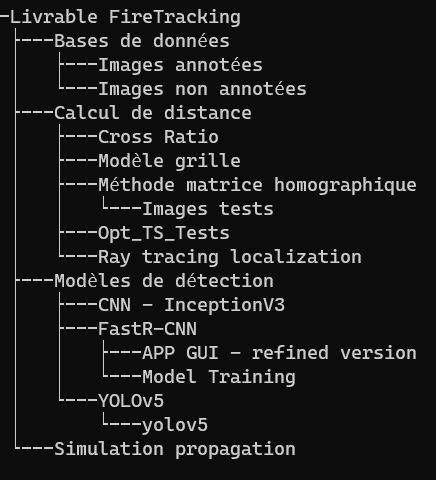 Livrable FireTracking
Bases de données
Images annotées
Images non annotées
Calcul de distance
Cross Ratio
Modèle grille
Méthode matrice homographique
Images tests
Opt_TS_Tests
Ray tracing localization
Modèles de détection
CNN - InceptionV3
FastR-CNN
APP GUI - refined version
Model Training
YOLOv5
yolov5
Simulation propagation